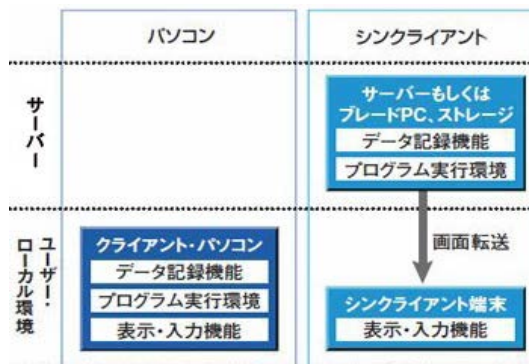 パソコン
シンクライアント
サーバー
サーバーもしくは
ブレードPC、ストレージ
データ記録機能
プログラム実行環境
画面転送
ユーザー・
ローカル環境
クライアント・パソコン
データ記録機能
プログラム実行環境
表示・入力機能
シンクライアント端末
表示・入力機能